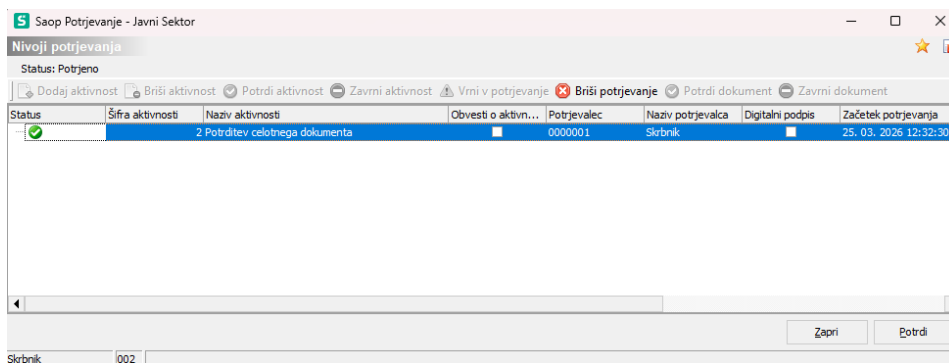 S Saop Potrjevanje - Javni Sektor
Nivoji potrjevanja
Status: Potrjeno
Dodaj aktivnost Briši aktivnost Potrdi aktivnost Zavrni aktivnost Vrni v potrjevanje Briši potrjevanje Potrdi dokument Zavrni dokument
Status Šifra aktivnosti Naziv aktivnosti Obvesti o aktivn... Potrjevalec Naziv potrjevalca Digitalni podpis Začetek potrjevanja
2 Potrditev celotnega dokumenta 0000001 Skrbnik 25. 03. 2026 12:32:30
Zapri Potrdi
Skrbnik 002